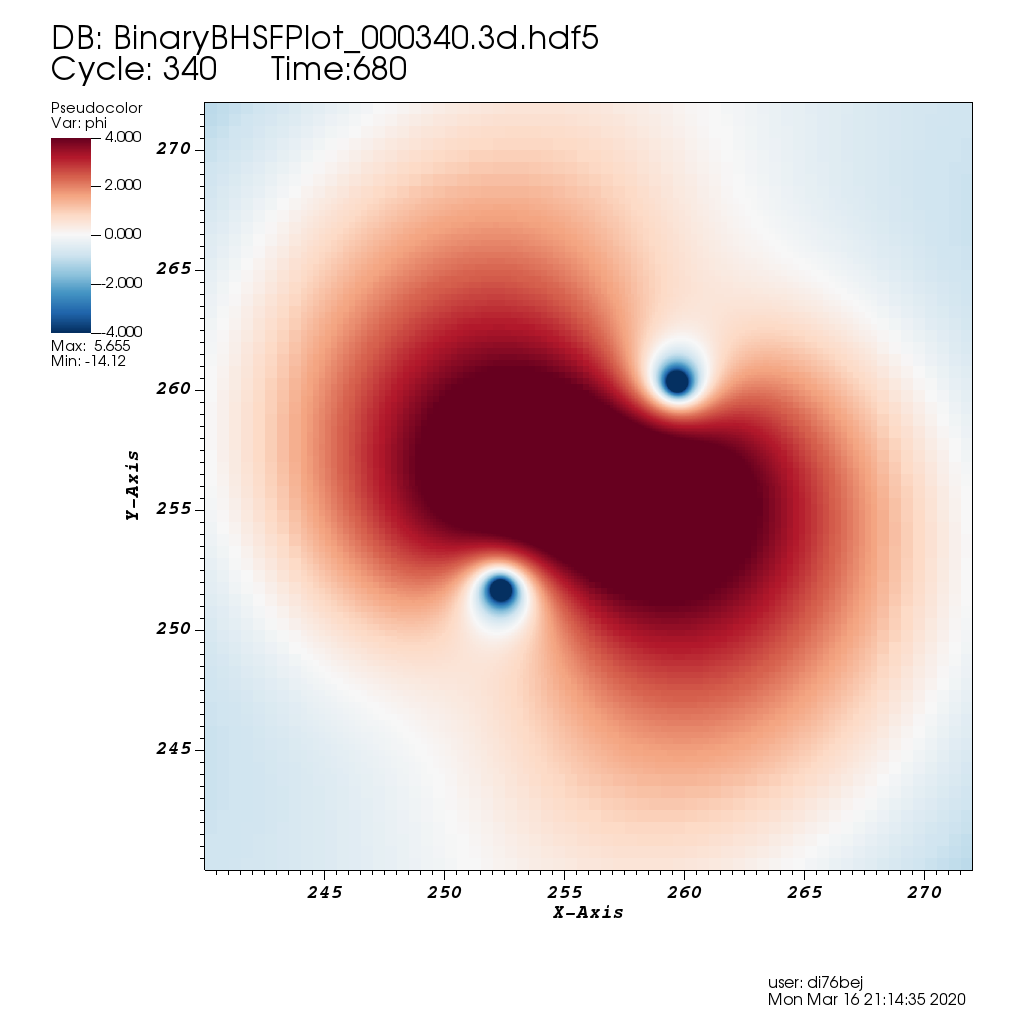 DB: BinaryBHSFPlot_000340.3d.hdf5
Cycle: 340 Time:680
Pseudocolor
Var: phi
4.000
2.000
0.000
-2.000
-4.000
Max: 5.655
Min: -14.12
270
265
260
255
250
245
Y-Axis
245 250 255 260 265 270
X-Axis
user: di76bej
Mon Mar 16 21:14:35 2020